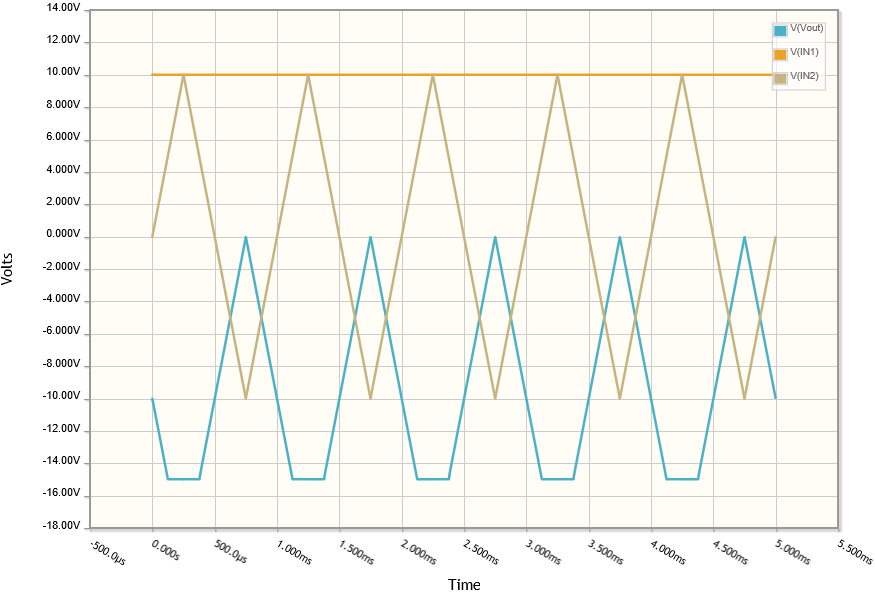 14.00V
12.00V
10.00V
8.000V
6.000V
4.000V
2.000V
0.000V
-2.000V
-4.000V
-6.000V
-8.000V
-10.00V
-12.00V
-14.00V
-16.00V
-18.00V
Volts
V(Vout)
V(IN1)
V(IN2)
-500.0µs
0.000s
500.0µs
1.000ms
1.500ms
2.000ms
2.500ms
3.000ms
3.500ms
4.000ms
4.500ms
5.000ms
5.500ms
Time